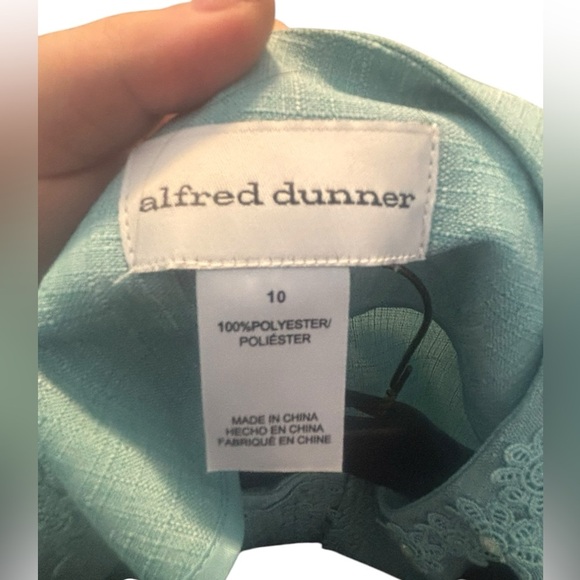 alfred dunner
10
100%POLYESTER/
POLIÉSTER
MADE IN CHINA
HECHO EN CHINA
FABRIQUÉ EN CHINE